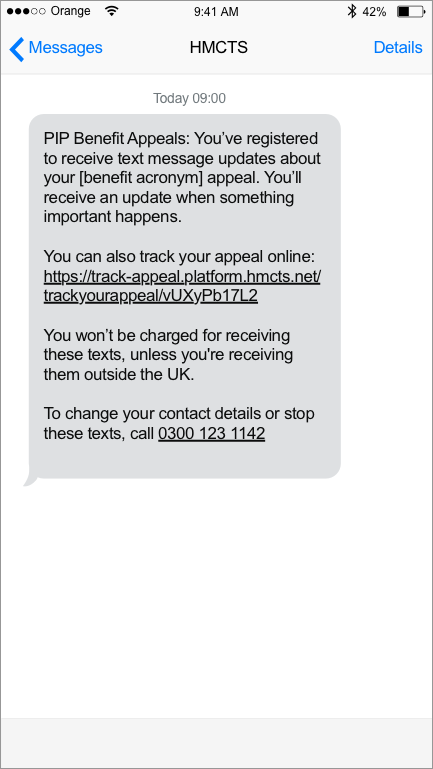 Orange 9:41 AM 42%
Messages HMCTS Details
Today 09:00
PIP Benefit Appeals: You’ve registered
to receive text message updates about
your [benefit acronym] appeal. You’ll
receive an update when something
important happens.
You can also track your appeal online:
https://track-appeal.platform.hmcts.net/
trackyourappeal/vUXyPb17L2
You won’t be charged for receiving
these texts, unless you're receiving
them outside the UK.
To change your contact details or stop
these texts, call 0300 123 1142